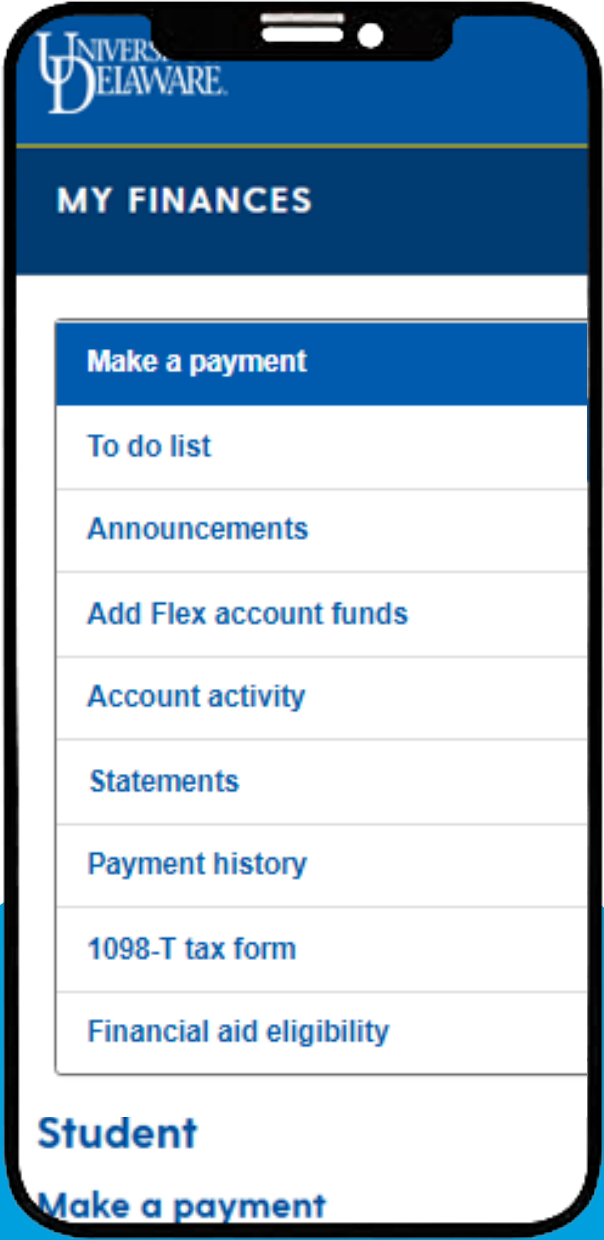 DELAWARE.
MY FINANCES
Make a payment
To do list
Announcements
Add Flex account funds
Account activity
Statements
Payment history
1098-T tax form
Financial aid eligibility
Student
Make a payment